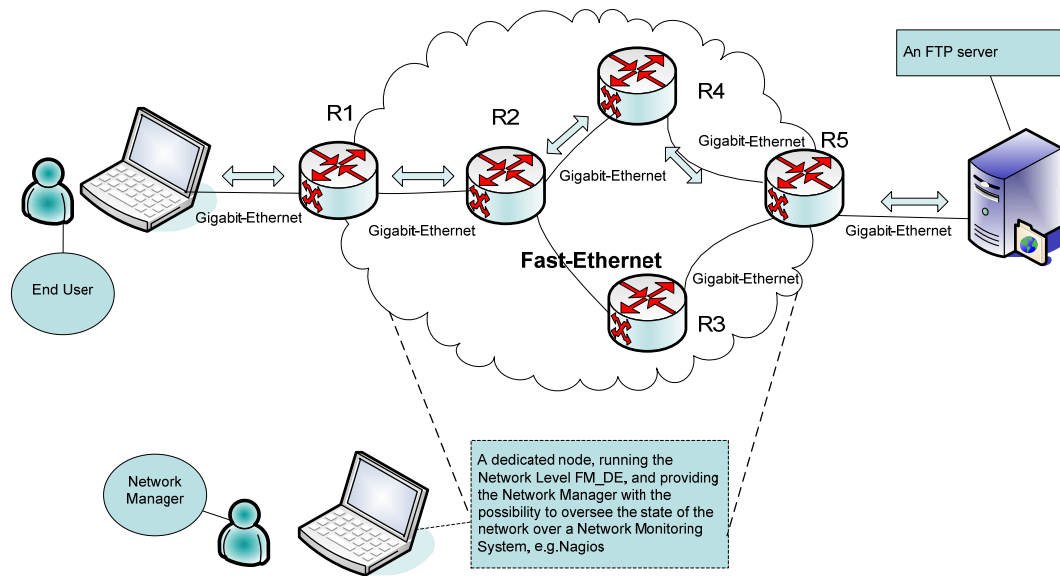 An FTP server
R4
R1
R2
Gigabit-Ethernet
R5
Gigabit-Ethernet
Gigabit-Ethernet
Gigabit-Ethernet
Gigabit-Ethernet
Fast-Ethernet
Gigabit-Ethernet
End User
R3
A dedicated node, running the
Network Level FM_DE, and providing
the Network Manager with the
possibility to oversee the state of the
network over a Network Monitoring
System, e.g.Nagios
Network
Manager